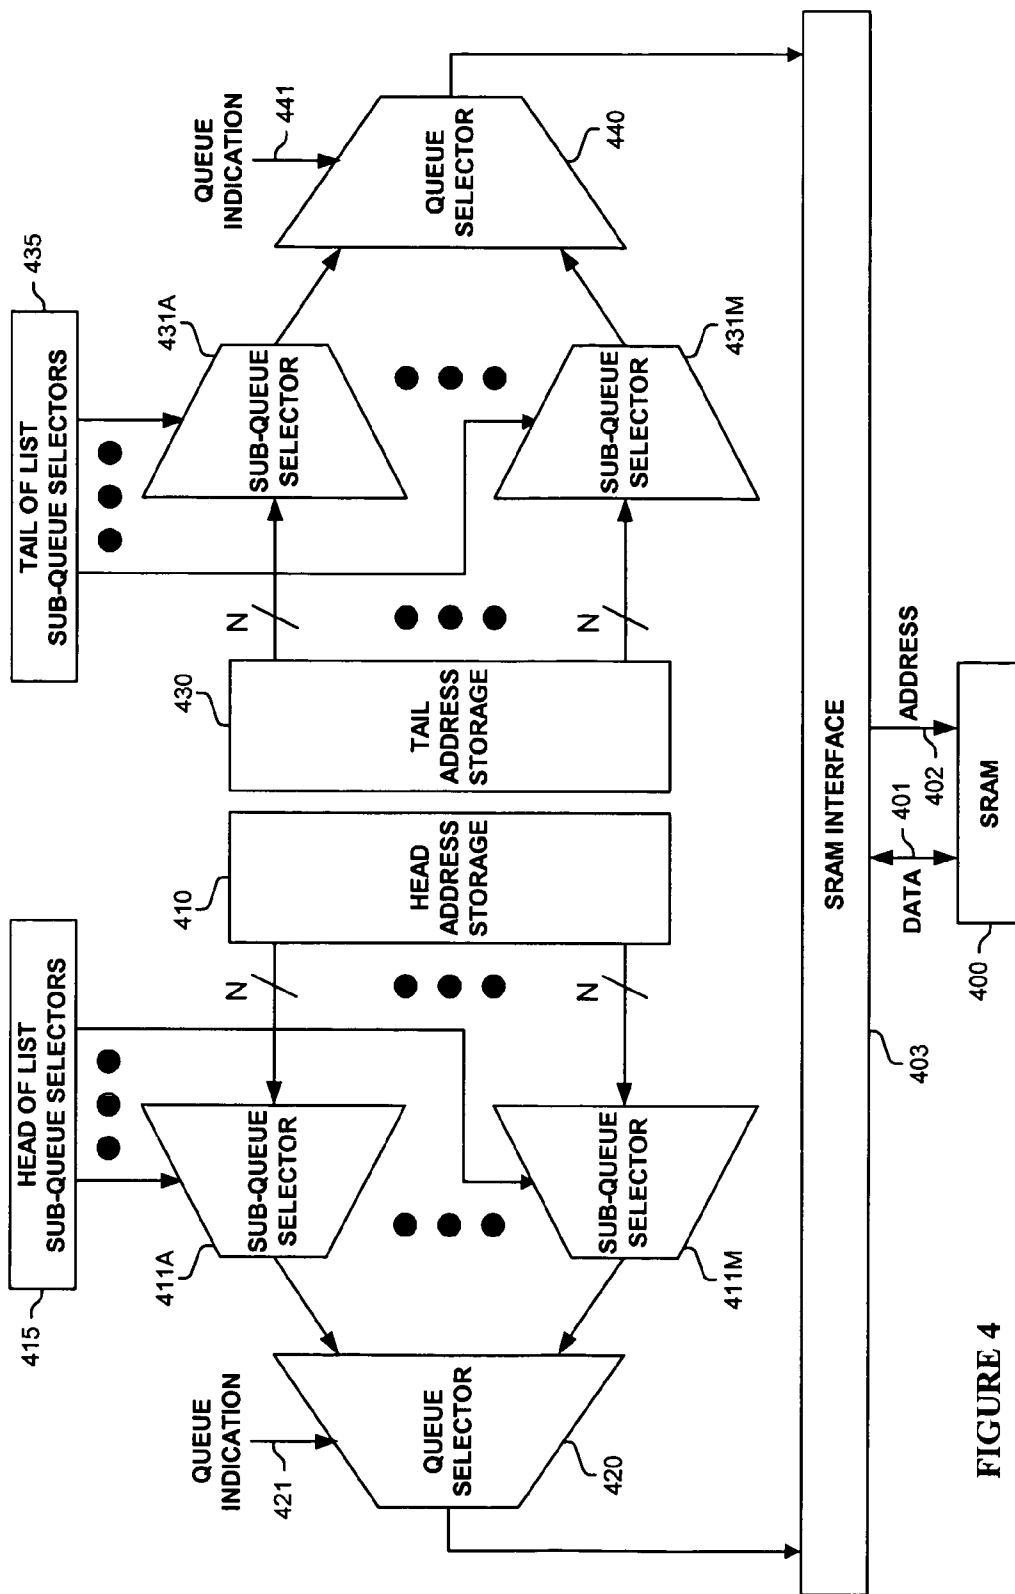 HEAD OF LIST
SUB-QUEUE SELECTORS
415
TAIL OF LIST
SUB-QUEUE SELECTORS
435
QUEUE
INDICATION
421
QUEUE
SELECTOR
420
SUB-QUEUE
SELECTOR
411A
SUB-QUEUE
SELECTOR
411M
N
N
HEAD
ADDRESS
STORAGE
410
TAIL
ADDRESS
STORAGE
430
N
N
SUB-QUEUE
SELECTOR
431A
SUB-QUEUE
SELECTOR
431M
QUEUE
INDICATION
441
QUEUE
SELECTOR
440
SRAM INTERFACE
403
DATA
401
402
ADDRESS
SRAM
400
FIGURE 4